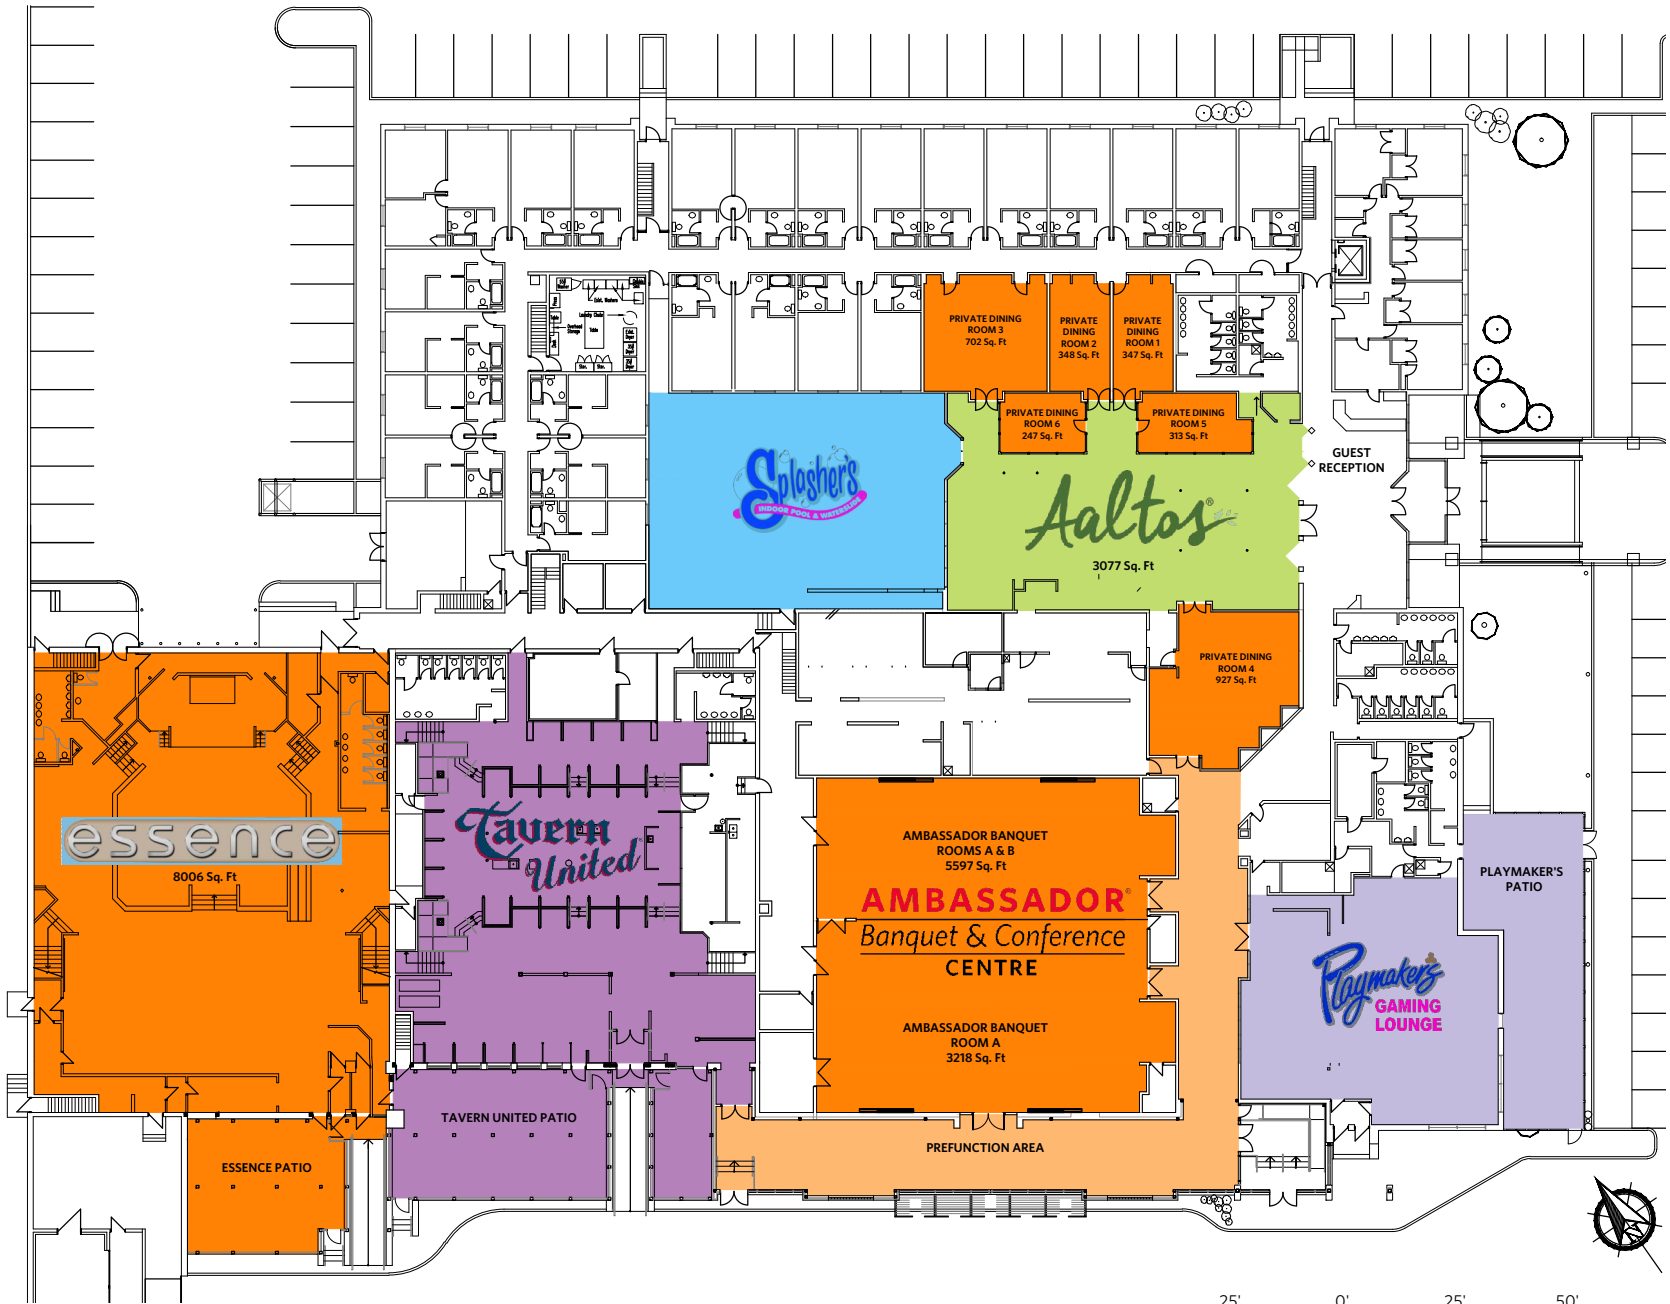 PRIVATE DINING
ROOM 3
702 Sq. Ft
PRIVATE
DINING
ROOM 2
348 Sq. Ft
PRIVATE
DINING
ROOM 1
347 Sq. Ft
PRIVATE DINING
ROOM 6
247 Sq. Ft
PRIVATE DINING
ROOM 5
313 Sq. Ft
GUEST
RECEPTION
Splasher's
INDOOR POOL & WATERSLIDE
Aaltos®
3077 Sq. Ft
PRIVATE DINING
ROOM 4
927 Sq. Ft
essence
8006 Sq. Ft
Tavern
United
AMBASSADOR BANQUET
ROOMS A & B
5597 Sq. Ft
AMBASSADOR®
Banquet & Conference
CENTRE
AMBASSADOR BANQUET
ROOM A
3218 Sq. Ft
PLAYMAKER'S
PATIO
Playmakers
GAMING
LOUNGE
TAVERN UNITED PATIO
ESSENCE PATIO
PREFUNCTION AREA
25' 0' 25' 50'